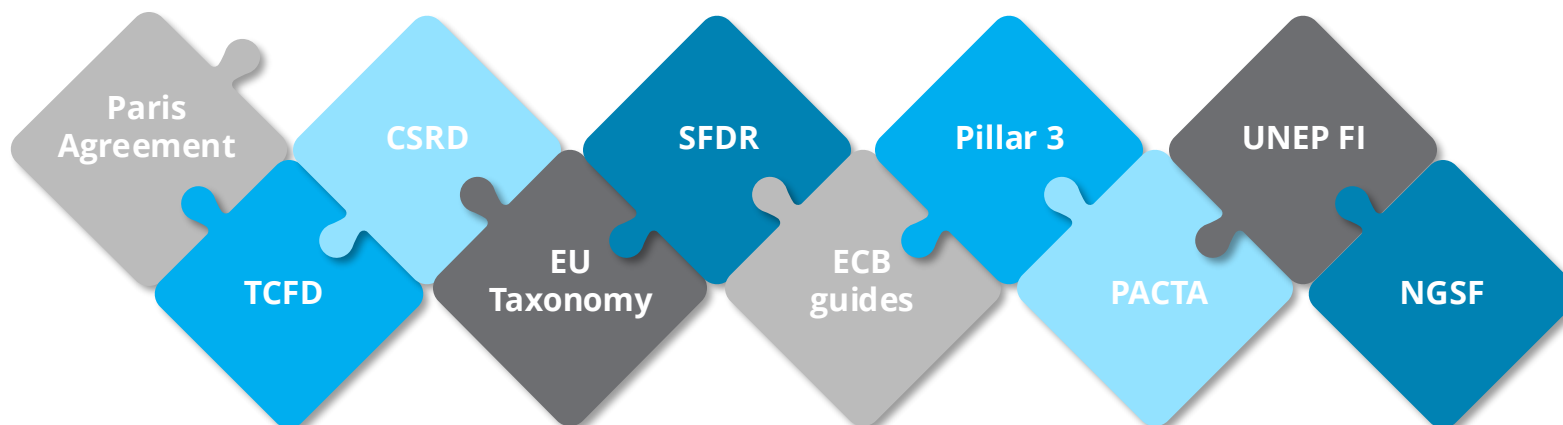 Paris
Agreement
TCFD
CSRD
EU
Taxonomy
SFDR
ECB
guides
Pillar 3
PACTA
UNEP FI
NGSF